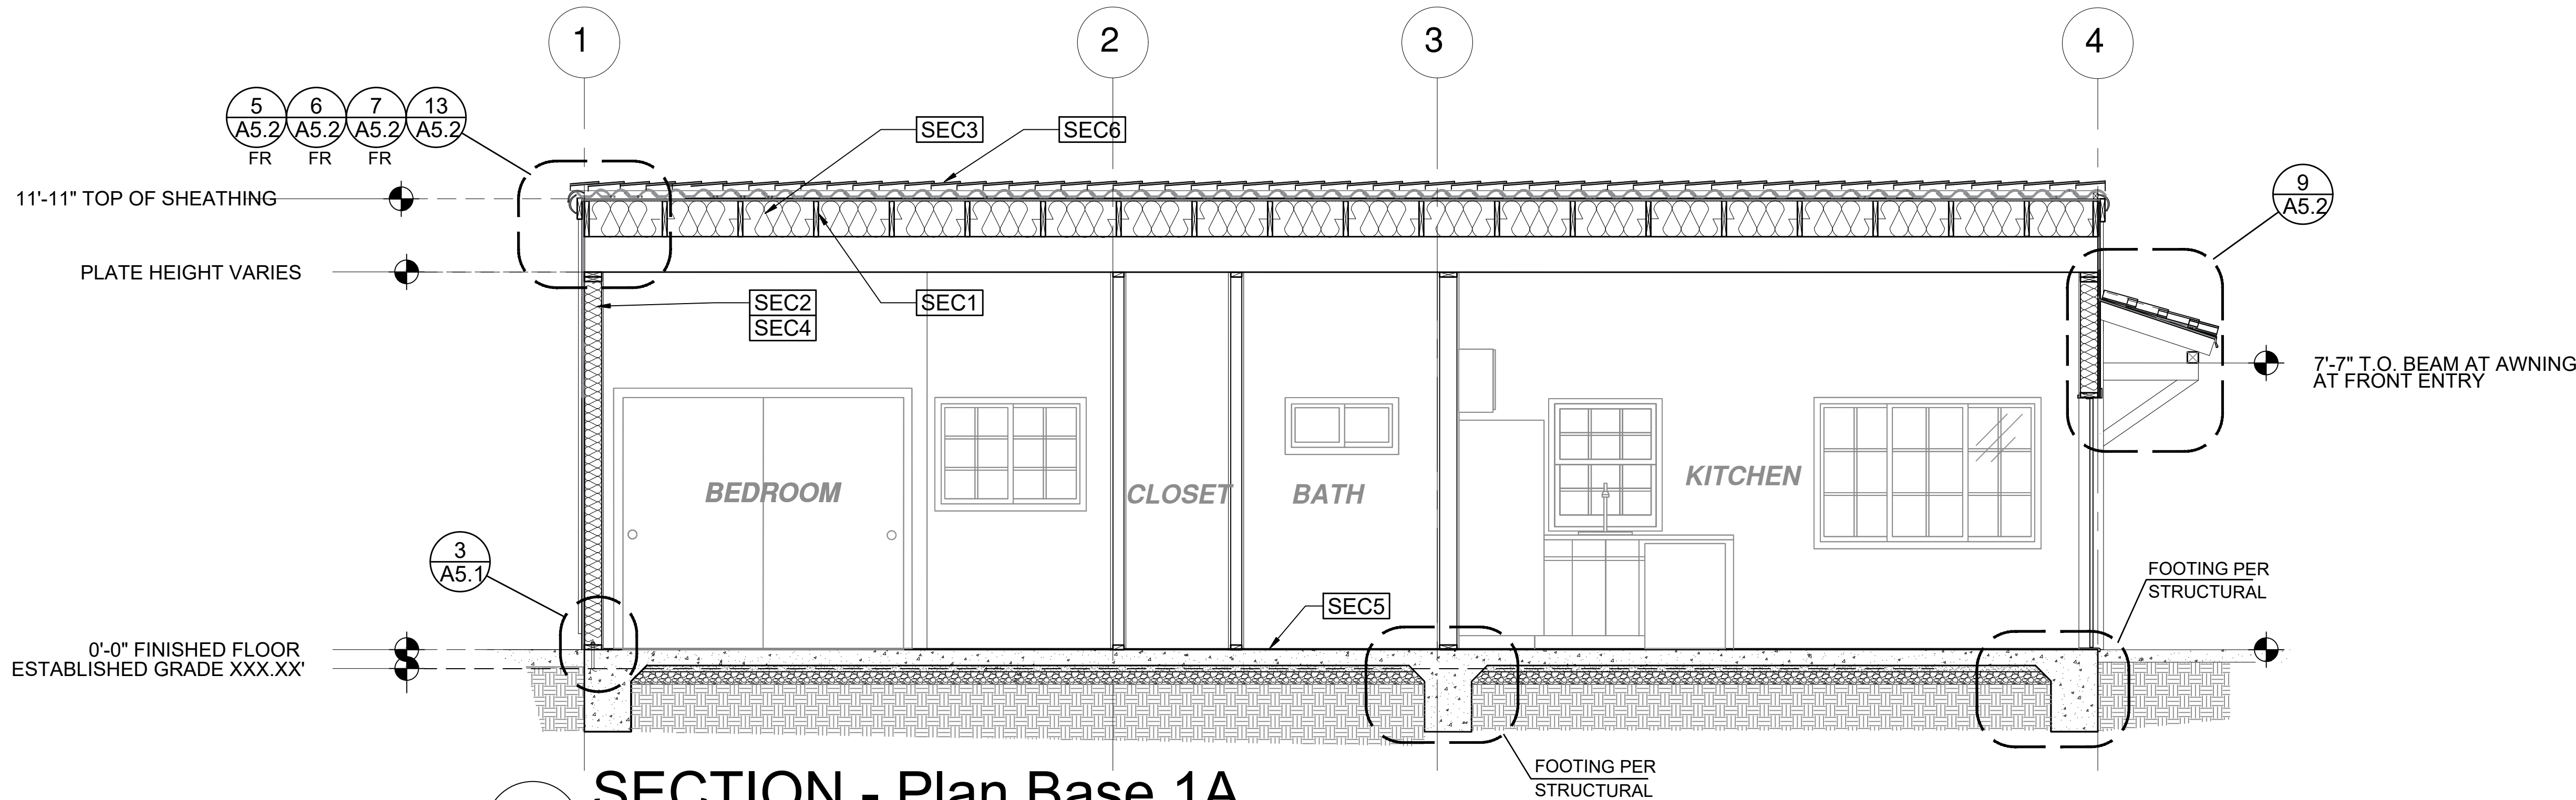 1
2
3
4
5
A5.2
FR
6
A5.2
FR
7
A5.2
FR
13
A5.2
SEC3
SEC6
11'-11" TOP OF SHEATHING
9
A5.2
PLATE HEIGHT VARIES
SEC2
SEC4
SEC1
7'-7" T.O. BEAM AT AWNING
AT FRONT ENTRY
BEDROOM
CLOSET
BATH
KITCHEN
3
A5.1
FOOTING PER
STRUCTURAL
SEC5
0'-0" FINISHED FLOOR
ESTABLISHED GRADE XXX.XX'
FOOTING PER
STRUCTURAL
SECTION - Plan Base 1A